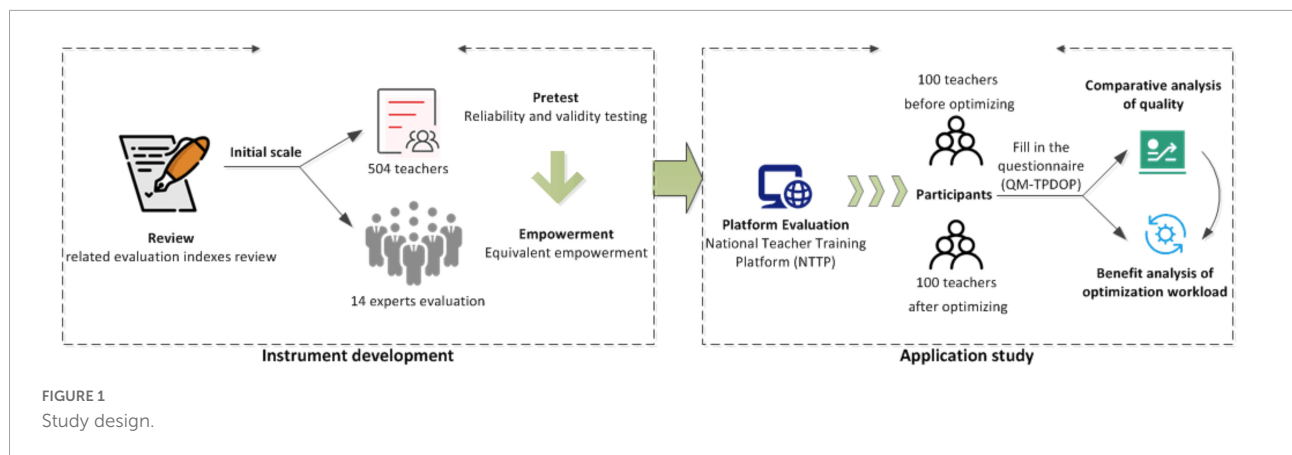 Review
related evaluation indexes review
Initial scale
504 teachers
14 experts evaluation
Pretest
Reliability and validity testing
Empowerment
Equivalent empowerment
Instrument development
Platform Evaluation
National Teacher Training
Platform (NTTP)
100 teachers
before optimizing
Participants
100 teachers
after optimizing
Fill in the
questionnaire
(QM-TPDOP)
Comparative analysis
of quality
Benefit analysis of
optimization workload
Application study
FIGURE 1
Study design.